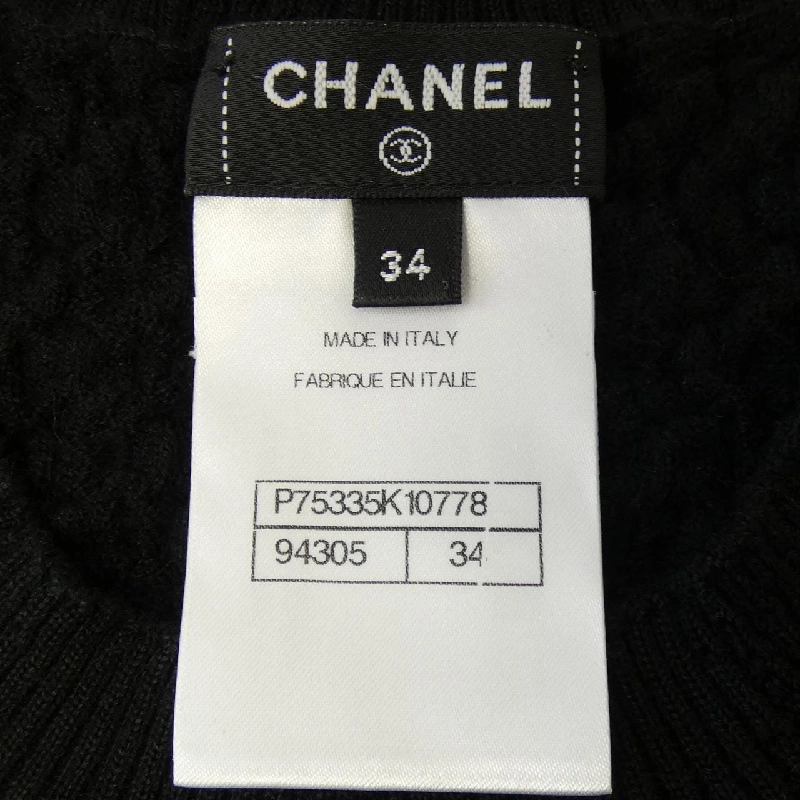 CHANEL
34
MADE IN ITALY
FABRIQUE EN ITALIE
P75335K10778
94305 34